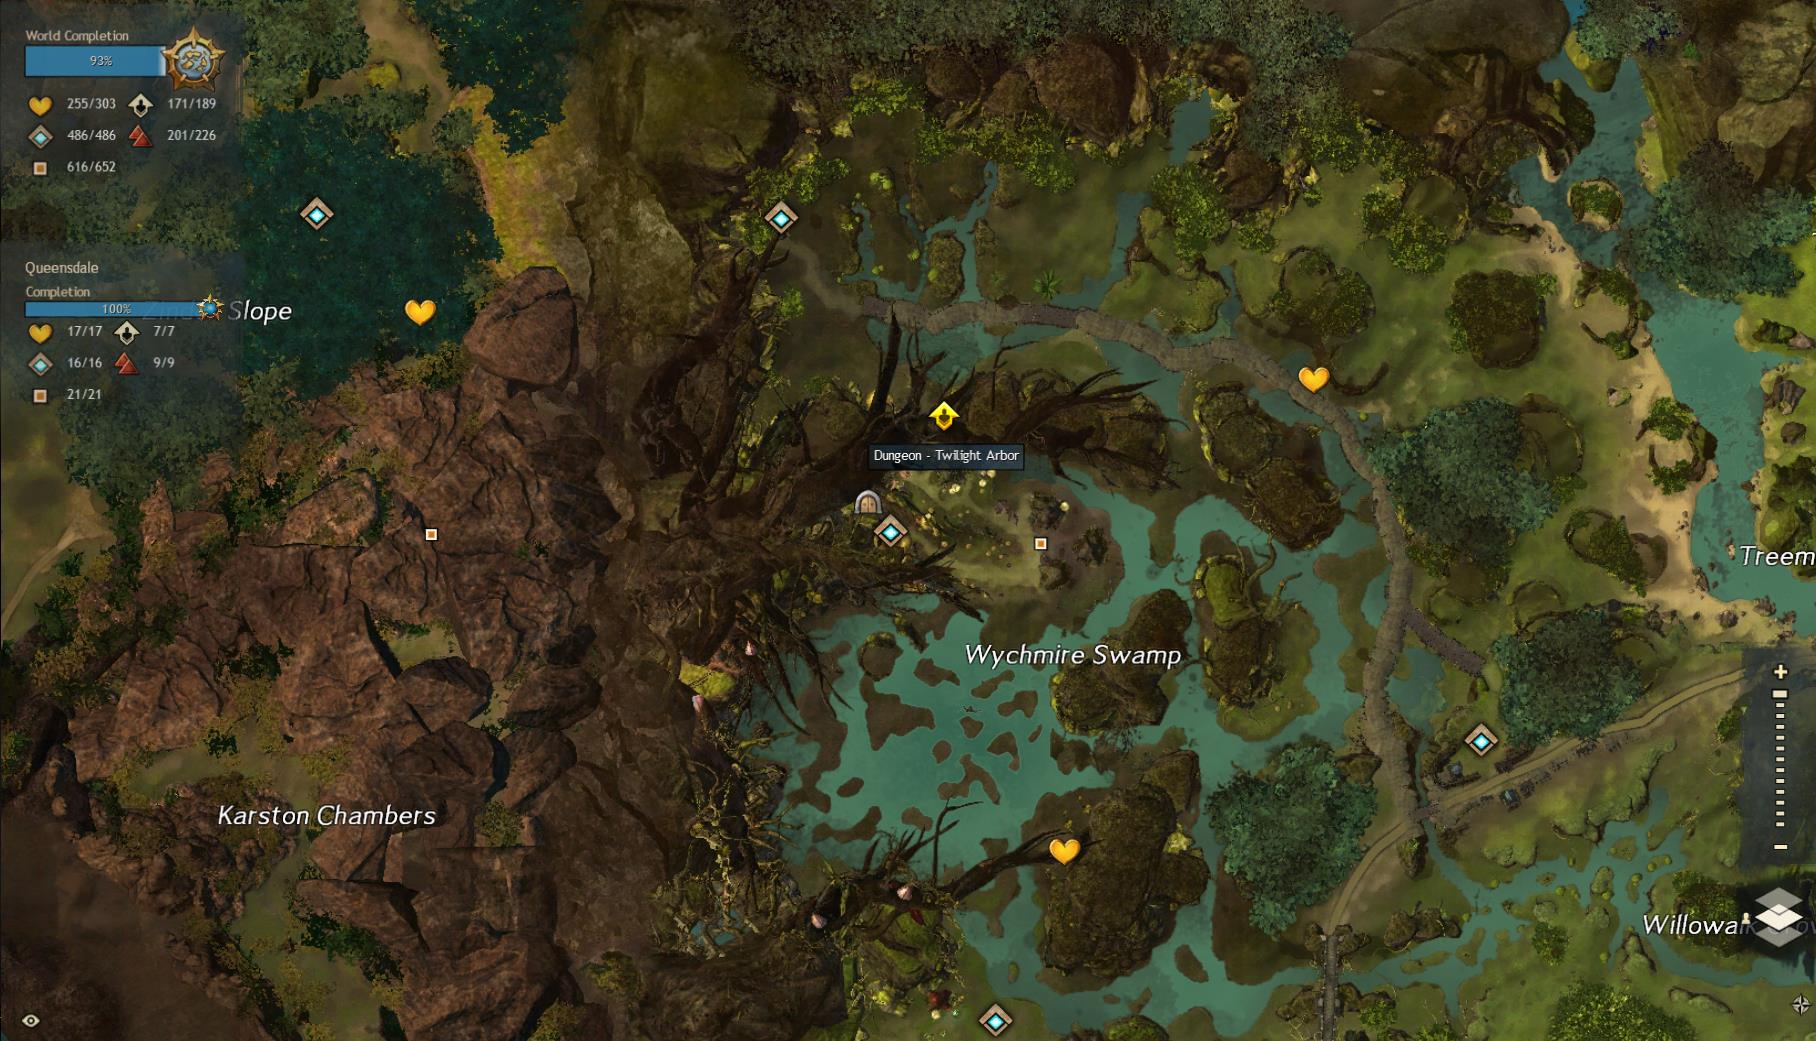 World Completion
93%
255/303 171/189
486/486 201/226
616/652
Queensdale
Completion
100%
Slope
17/17 7/7
16/16 9/9
21/21
Dungeon - Twilight Arbor
Treem
Wychmire Swamp
Karston Chambers